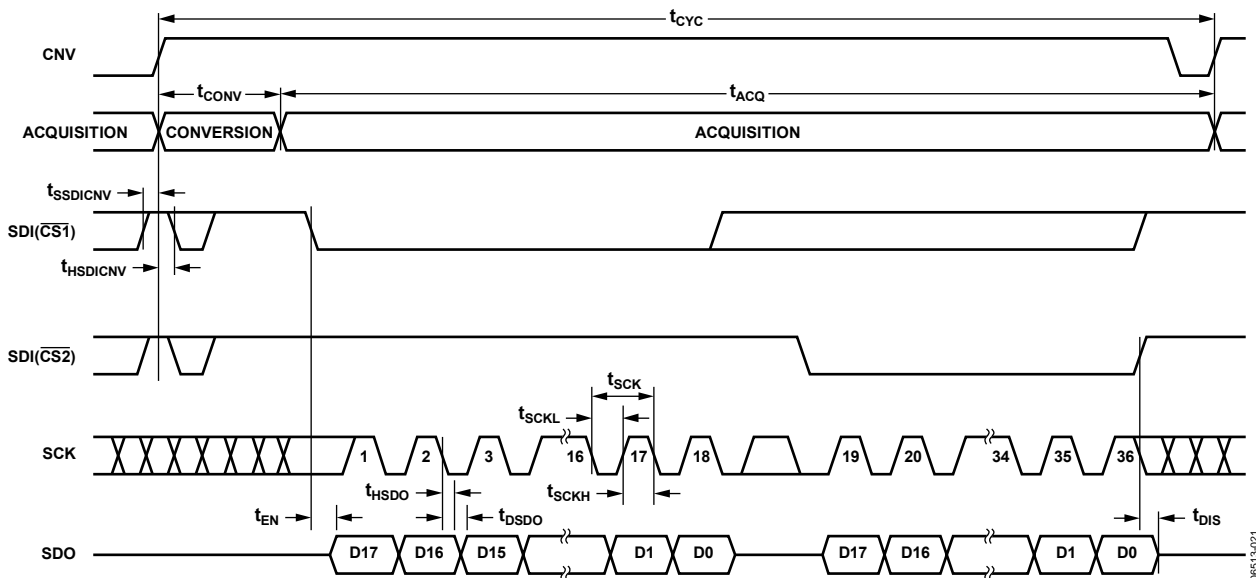 tCYC
CNV
tCONV
tACQ
ACQUISITION
CONVERSION
ACQUISITION
tSSDICNV
SDI(CS1)
tHSDICNV
SDI(CS2)
tSCK
tSCKL
SCK
1 2 3 16 17 18 19 20 34 35 36
tHSDO
tSCKH
tEN
tDSDO
tDIS
SDO
D17 D16 D15 D1 D0 D17 D16 D1 D0
06513-021